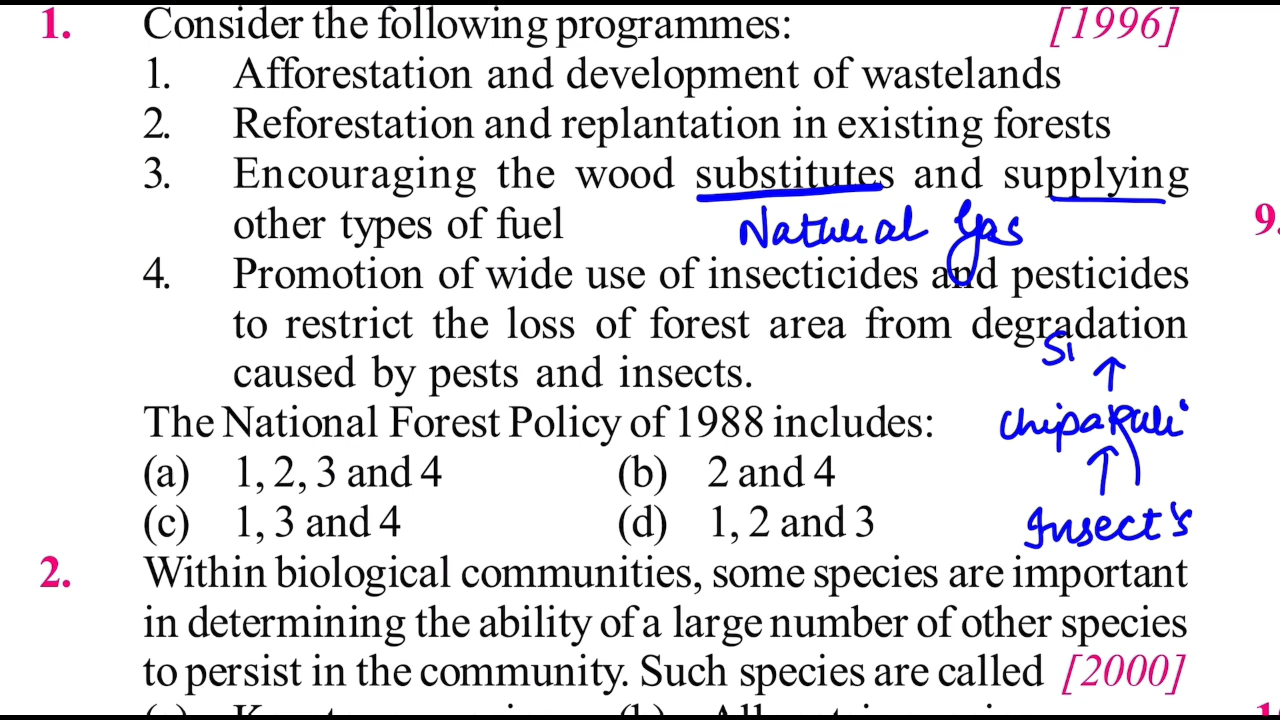 1. Consider the following programmes: [1996]
1. Afforestation and development of wastelands
2. Reforestation and replantation in existing forests
3. Encouraging the wood substitutes and supplying
other types of fuel
Natural Gas
9.
4. Promotion of wide use of insecticides and pesticides
to restrict the loss of forest area from degradation
caused by pests and insects.
↑
The National Forest Policy of 1988 includes:
Chipakuli
(a) 1, 2, 3 and 4 (b) 2 and 4
↑
(c) 1, 3 and 4 (d) 1, 2 and 3
Insect's
2. Within biological communities, some species are important
in determining the ability of a large number of other species
to persist in the community. Such species are called [2000]